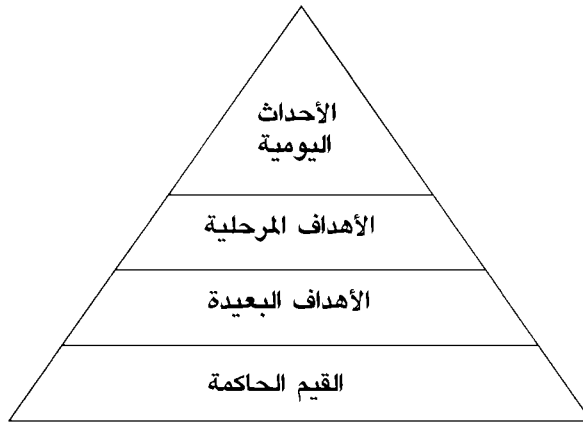 الأحداث
اليومية
الأهداف المرحلية
الأهداف البعيدة
القيم الحاكمة